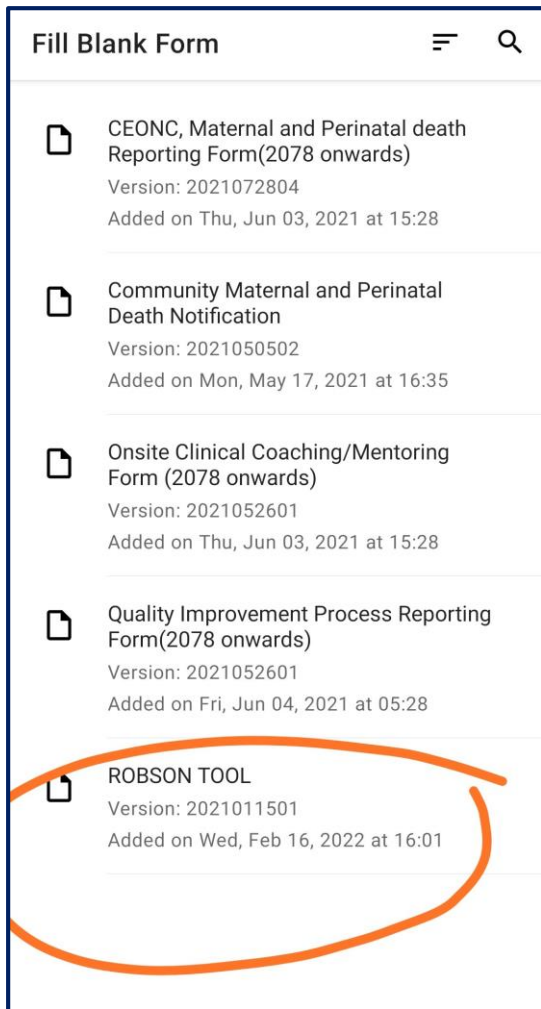 Fill Blank Form
CEONC, Maternal and Perinatal death
Reporting Form(2078 onwards)
Version: 2021072804
Added on Thu, Jun 03, 2021 at 15:28
Community Maternal and Perinatal
Death Notification
Version: 2021050502
Added on Mon, May 17, 2021 at 16:35
Onsite Clinical Coaching/Mentoring
Form (2078 onwards)
Version: 2021052601
Added on Thu, Jun 03, 2021 at 15:28
Quality Improvement Process Reporting
Form(2078 onwards)
Version: 2021052601
Added on Fri, Jun 04, 2021 at 05:28
ROBSON TOOL
Version: 2021011501
Added on Wed, Feb 16, 2022 at 16:01